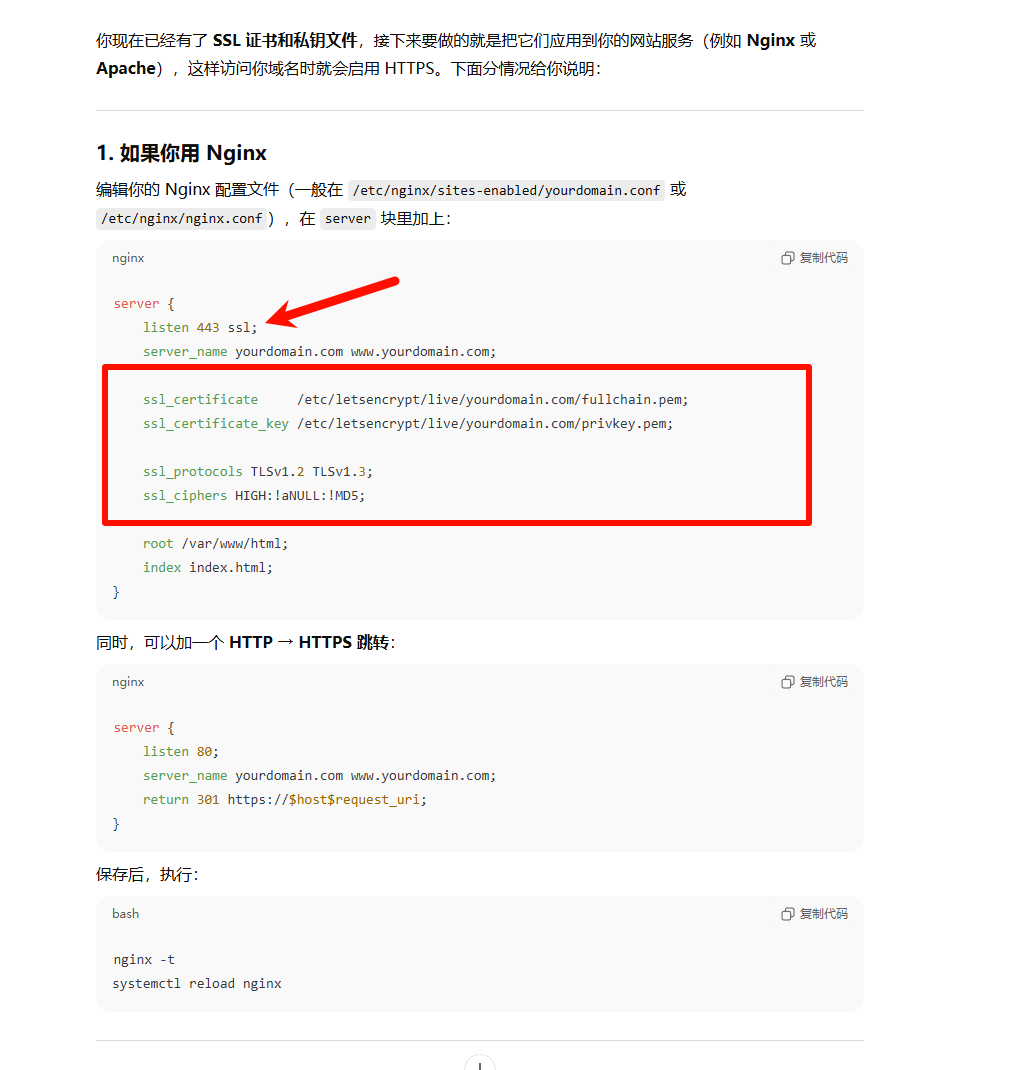 你现在已经有了 SSL 证书和私钥文件，接下来要做的就是把它们应用到你的网站服务（例如 Nginx 或
Apache），这样访问你域名时就会启用 HTTPS。下面分情况给你说明：
1. 如果你用 Nginx
编辑你的 Nginx 配置文件（一般在 /etc/nginx/sites-enabled/yourdomain.conf 或
/etc/nginx/nginx.conf），在 server 块里加上：
nginx 复制代码
server {
    listen 443 ssl;
    server_name yourdomain.com www.yourdomain.com;
    ssl_certificate     /etc/letsencrypt/live/yourdomain.com/fullchain.pem;
    ssl_certificate_key /etc/letsencrypt/live/yourdomain.com/privkey.pem;
    ssl_protocols TLSv1.2 TLSv1.3;
    ssl_ciphers HIGH:!aNULL:!MD5;
    root /var/www/html;
    index index.html;
}
同时，可以加一个 HTTP → HTTPS 跳转：
nginx 复制代码
server {
    listen 80;
    server_name yourdomain.com www.yourdomain.com;
    return 301 https://$host$request_uri;
}
保存后，执行：
bash 复制代码
nginx -t
systemctl reload nginx